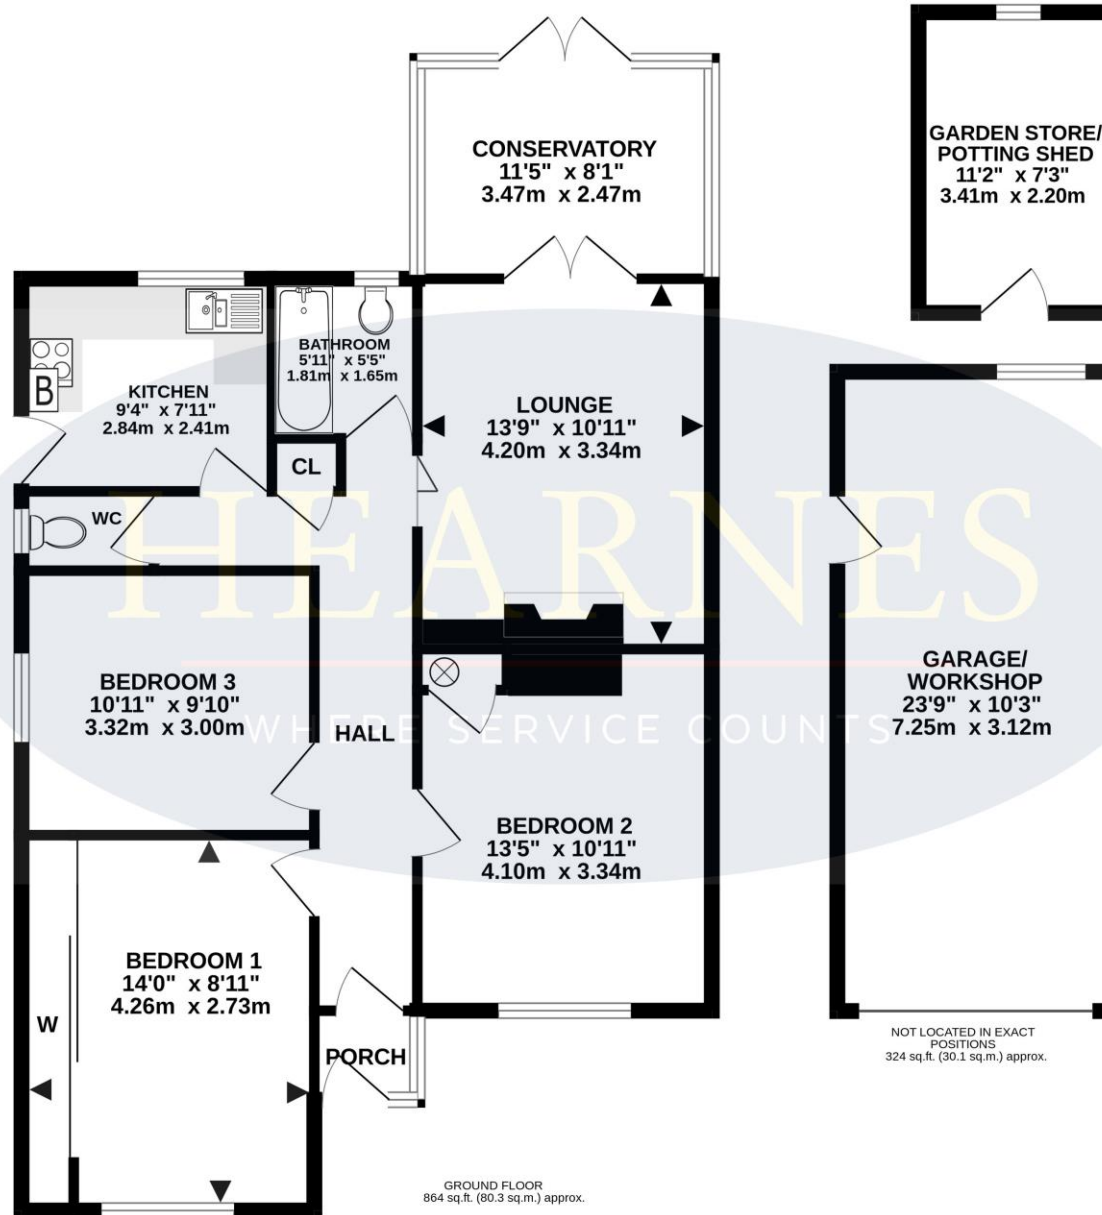 CONSERVATORY
11'5" x 8'1"
3.47m x 2.47m
GARDEN STORE/
POTTING SHED
11'2" x 7'3"
3.41m x 2.20m
BATHROOM
5'11" x 5'5"
1.81m x 1.65m
B
KITCHEN
9'4" x 7'11"
2.84m x 2.41m
LOUNGE
13'9" x 10'11"
4.20m x 3.34m
CL
WC
HEARNES
WHERE SERVICE COUNTS
BEDROOM 3
10'11" x 9'10"
3.32m x 3.00m
HALL
GARAGE/
WORKSHOP
23'9" x 10'3"
7.25m x 3.12m
BEDROOM 2
13'5" x 10'11"
4.10m x 3.34m
BEDROOM 1
14'0" x 8'11"
4.26m x 2.73m
W
PORCH
NOT LOCATED IN EXACT
POSITIONS
324 sq.ft. (30.1 sq.m.) approx.
GROUND FLOOR
864 sq.ft. (80.3 sq.m.) approx.